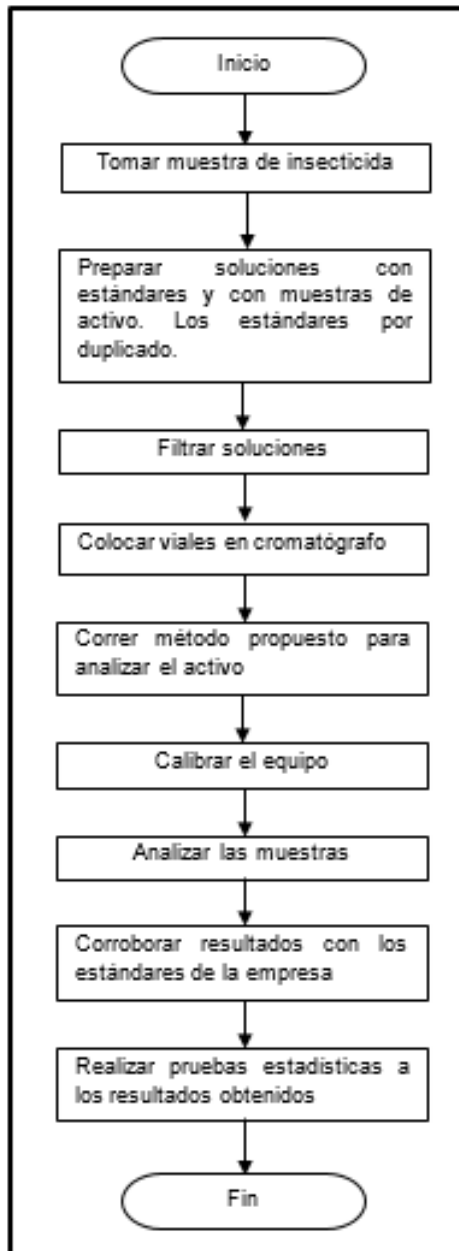 Inicio
Tomar muestra de insecticida
Preparar soluciones con
estándares y con muestras de
activo. Los estándares por
duplicado.
Filtrar soluciones
Colocar viales en cromatógrafo
Correr método propuesto para
analizar el activo
Calibrar el equipo
Analizar las muestras
Corroborar resultados con los
estándares de la empresa
Realizar pruebas estadísticas a
los resultados obtenidos
Fin